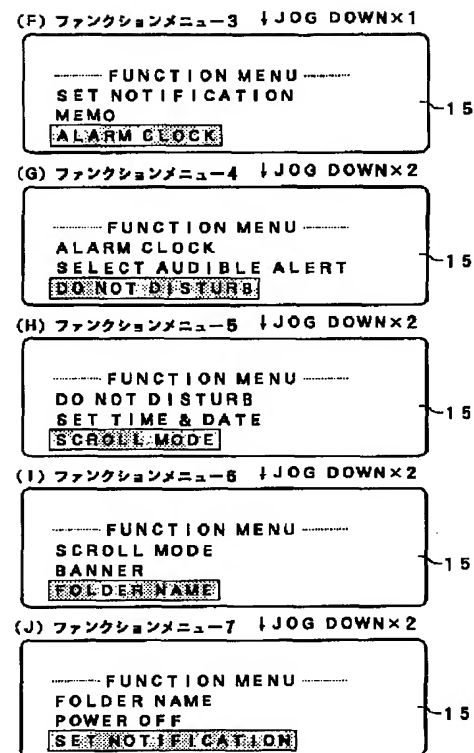 (F) ファンクションメニュー3 ↓JOG DOWN×1
FUNCTION MENU
SET NOTIFICATION
MEMO
ALARM CLOCK
15
(G) ファンクションメニュー4 ↓JOG DOWN×2
FUNCTION MENU
ALARM CLOCK
SELECT AUDIBLE ALERT
DO NOT DISTURB
15
(H) ファンクションメニュー5 ↓JOG DOWN×2
FUNCTION MENU
DO NOT DISTURB
SET TIME & DATE
SCROLL MODE
15
(I) ファンクションメニュー6 ↓JOG DOWN×2
FUNCTION MENU
SCROLL MODE
BANNER
FOLDER NAME
15
(J) ファンクションメニュー7 ↓JOG DOWN×2
FUNCTION MENU
FOLDER NAME
POWER OFF
SET NOTIFICATION
15